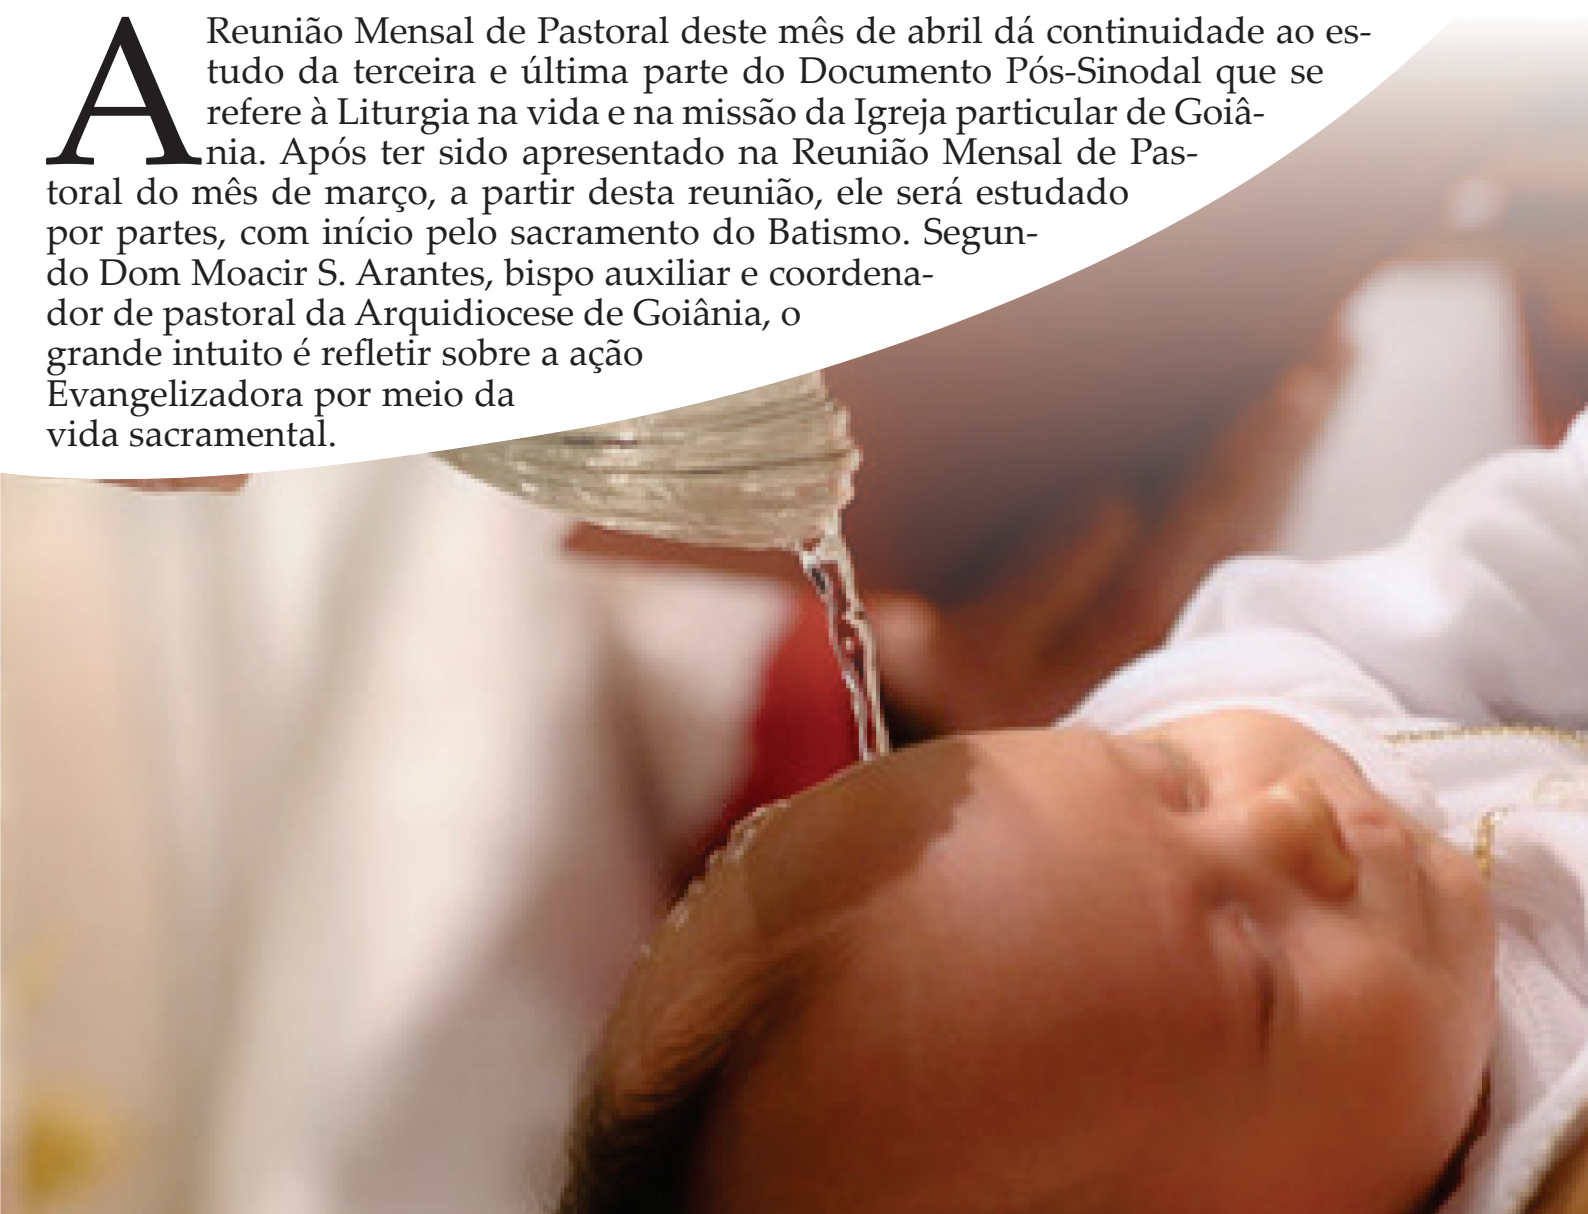 A Reunião Mensal de Pastoral deste mês de abril dá continuidade ao es-
tudo da terceira e última parte do Documento Pós-Sinodal que se
refere à Liturgia na vida e na missão da Igreja particular de Goiâ-
nia. Após ter sido apresentado na Reunião Mensal de Pas-
toral do mês de março, a partir desta reunião, ele será estudado
por partes, com início pelo sacramento do Batismo. Segun-
do Dom Moacir S. Arantes, bispo auxiliar e coordena-
dor de pastoral da Arquidiocese de Goiânia, o
grande intuito é refletir sobre a ação
Evangelizadora por meio da
vida sacramental.